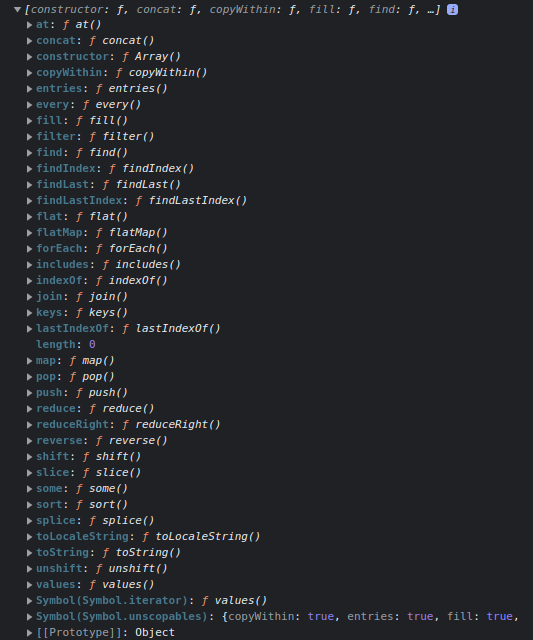 [constructor: ƒ, concat: ƒ, copyWithin: ƒ, fill: ƒ, find: ƒ, …] i
at: ƒ at()
concat: ƒ concat()
constructor: ƒ Array()
copyWithin: ƒ copyWithin()
entries: ƒ entries()
every: ƒ every()
fill: ƒ fill()
filter: ƒ filter()
find: ƒ find()
findIndex: ƒ findIndex()
findLast: ƒ findLast()
findLastIndex: ƒ findLastIndex()
flat: ƒ flat()
flatMap: ƒ flatMap()
forEach: ƒ forEach()
includes: ƒ includes()
indexOf: ƒ indexOf()
join: ƒ join()
keys: ƒ keys()
lastIndexOf: ƒ lastIndexOf()
length: 0
map: ƒ map()
pop: ƒ pop()
push: ƒ push()
reduce: ƒ reduce()
reduceRight: ƒ reduceRight()
reverse: ƒ reverse()
shift: ƒ shift()
slice: ƒ slice()
some: ƒ some()
sort: ƒ sort()
splice: ƒ splice()
toLocaleString: ƒ toLocaleString()
toString: ƒ toString()
unshift: ƒ unshift()
values: ƒ values()
Symbol(Symbol.iterator): ƒ values()
Symbol(Symbol.unscopables): {copyWithin: true, entries: true, fill: true,
[[Prototype]]: Object